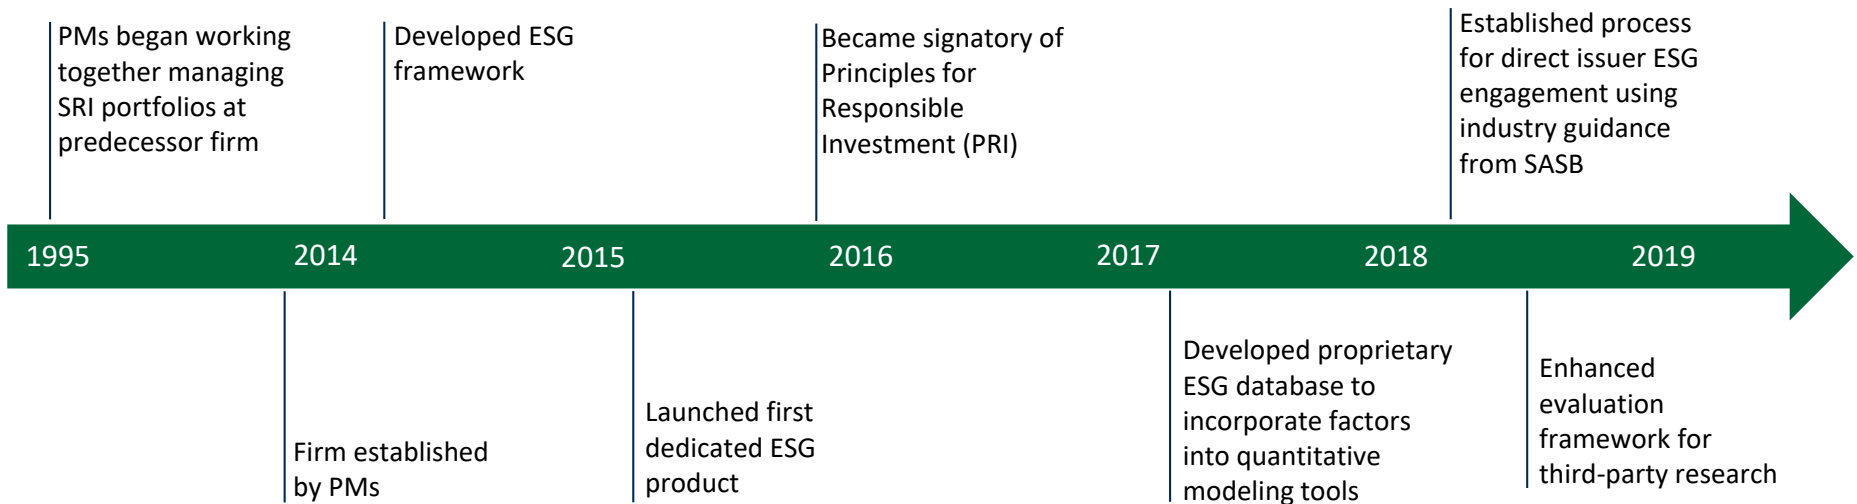 PMs began working
together managing
SRI portfolios at
predecessor firm
Developed ESG
framework
Became signatory of
Principles for
Responsible
Investment (PRI)
Established process
for direct issuer ESG
engagement using
industry guidance
from SASB
1995
2014
2015
2016
2017
2018
2019
Firm established
by PMs
Launched first
dedicated ESG
product
Developed proprietary
ESG database to
incorporate factors
into quantitative
modeling tools
Enhanced
evaluation
framework for
third-party research